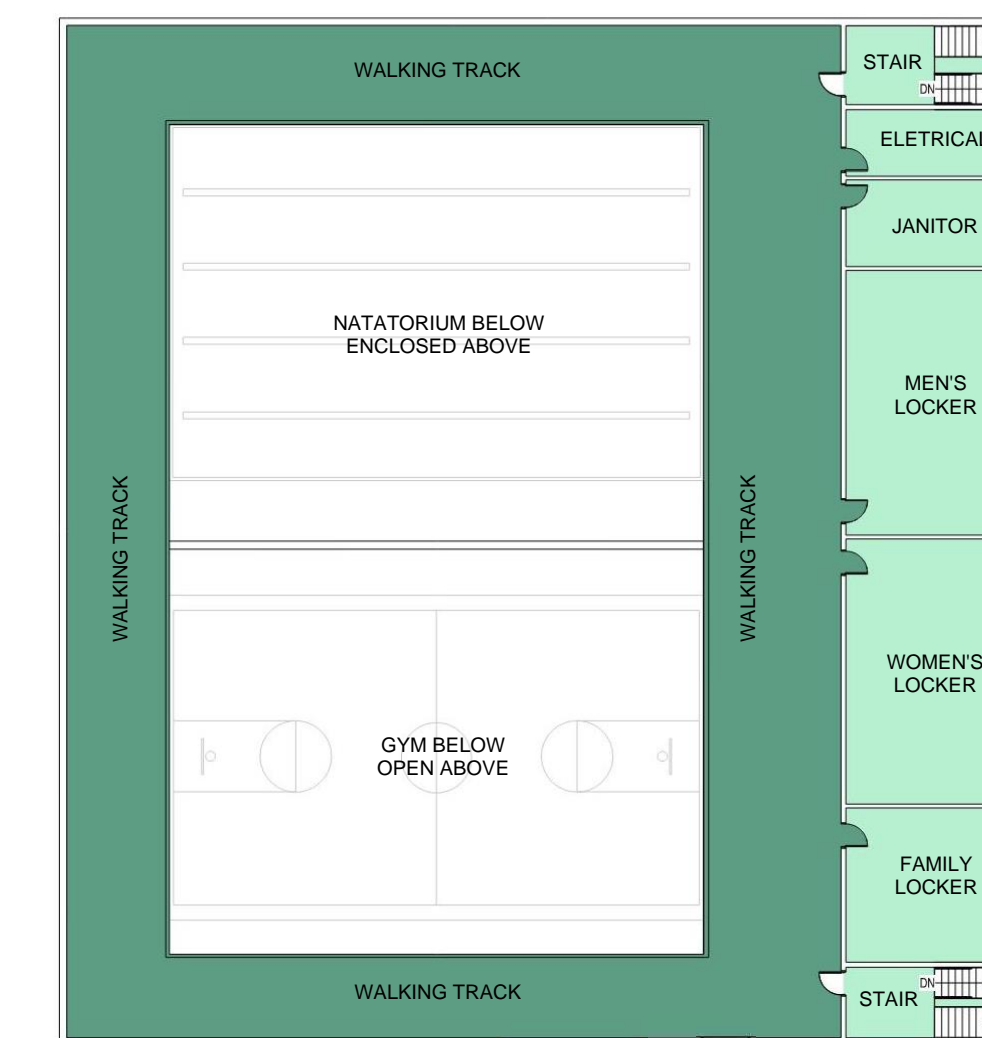 WALKING TRACK
STAIR
DN
ELETRICAL
JANITOR
NATATORIUM BELOW
ENCLOSED ABOVE
MEN'S
LOCKER
WALKING TRACK
WALKING TRACK
WOMEN'S
LOCKER
GYM BELOW
OPEN ABOVE
FAMILY
LOCKER
DN
STAIR
WALKING TRACK